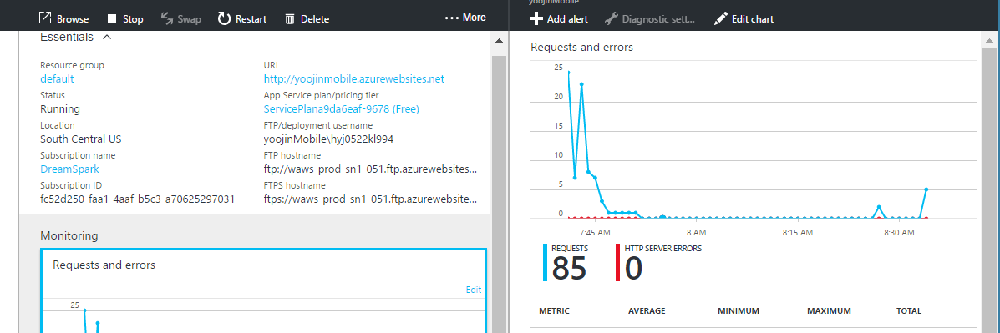 Browse Stop Swap Restart Delete ••• More
Essentials
Resource group
default
Status
Running
Location
South Central US
Subscription name
DreamSpark
Subscription ID
fc52d250-faa1-4aaf-b5c3-a70625297031
URL
http://yoojinmobile.azurewebsites.net
App Service plan/pricing tier
ServicePlana9da6eaf-9678 (Free)
FTP/deployment username
yoojinMobile\hyj0522kl994
FTP hostname
ftp://waws-prod-sn1-051.ftp.azurewebsites...
FTPS hostname
ftps://waws-prod-sn1-051.ftp.azurewebsite...
Monitoring
Requests and errors
Edit
25
yoojinMobile
Add alert Diagnostic sett... Edit chart
Requests and errors
25
20
15
10
5
0
7:45 AM 8 AM 8:15 AM 8:30 AM
REQUESTS
85
HTTP SERVER ERRORS
0
METRIC AVERAGE MINIMUM MAXIMUM TOTAL